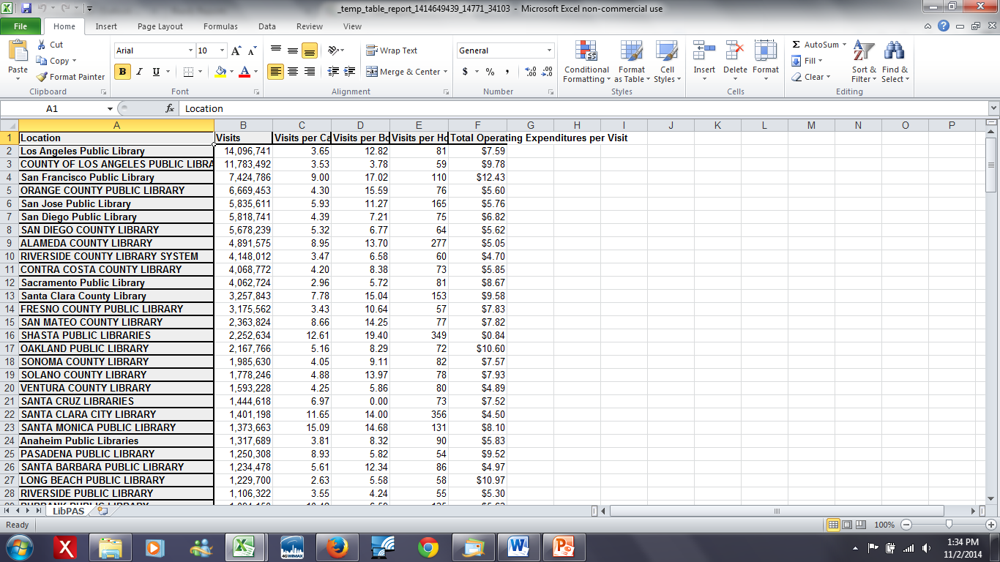 _temp_table_report_1414649439_14771_34103 - Microsoft Excel non-commercial use
File Home Insert Page Layout Formulas Data Review View
Paste
Cut
Copy
Format Painter
Clipboard
Arial 10
B I U
Font
Wrap Text
Merge & Center
Alignment
General
$ % ,
Number
Conditional Formatting
Format as Table
Cell Styles
Styles
Insert Delete Format
Cells
AutoSum
Fill
Clear
Sort & Filter
Find & Select
Editing
A1 fx Location
A B C D E F G H I J K L M N O P
1 Location Visits Visits per Ca Visits per Bo Visits per Ho Total Operating Expenditures per Visit
2 Los Angeles Public Library 14,096,741 3.65 12.82 81 $7.59
3 COUNTY OF LOS ANGELES PUBLIC LIBRA 11,783,492 3.53 3.78 59 $9.78
4 San Francisco Public Library 7,424,786 9.00 17.02 110 $12.43
5 ORANGE COUNTY PUBLIC LIBRARY 6,669,453 4.30 15.59 76 $5.60
6 San Jose Public Library 5,835,611 5.93 11.27 165 $5.76
7 San Diego Public Library 5,818,741 4.39 7.21 75 $6.82
8 SAN DIEGO COUNTY LIBRARY 5,678,239 5.32 6.77 64 $5.62
9 ALAMEDA COUNTY LIBRARY 4,891,575 8.95 13.70 277 $5.05
10 RIVERSIDE COUNTY LIBRARY SYSTEM 4,148,012 3.47 6.58 60 $4.70
11 CONTRA COSTA COUNTY LIBRARY 4,068,772 4.20 8.38 73 $5.85
12 Sacramento Public Library 4,062,724 2.96 5.72 81 $8.67
13 Santa Clara County Library 3,257,843 7.78 15.04 153 $9.58
14 FRESNO COUNTY PUBLIC LIBRARY 3,175,562 3.43 10.64 57 $7.83
15 SAN MATEO COUNTY LIBRARY 2,363,824 8.66 14.25 77 $7.82
16 SHASTA PUBLIC LIBRARIES 2,252,634 12.61 19.40 349 $0.84
17 OAKLAND PUBLIC LIBRARY 2,167,766 5.16 8.29 72 $10.60
18 SONOMA COUNTY LIBRARY 1,985,630 4.05 9.11 82 $7.57
19 SOLANO COUNTY LIBRARY 1,778,246 4.88 13.97 78 $7.93
20 VENTURA COUNTY LIBRARY 1,593,228 4.25 5.86 80 $4.89
21 SANTA CRUZ LIBRARIES 1,444,618 6.97 0.00 73 $7.52
22 SANTA CLARA CITY LIBRARY 1,401,198 11.65 14.00 356 $4.50
23 SANTA MONICA PUBLIC LIBRARY 1,373,663 15.09 14.68 131 $8.10
24 Anaheim Public Libraries 1,317,689 3.81 8.32 90 $5.83
25 PASADENA PUBLIC LIBRARY 1,250,308 8.93 5.82 54 $9.52
26 SANTA BARBARA PUBLIC LIBRARY 1,234,478 5.61 12.34 86 $4.97
27 LONG BEACH PUBLIC LIBRARY 1,229,700 2.63 5.58 58 $10.97
28 RIVERSIDE PUBLIC LIBRARY 1,106,322 3.55 4.24 55 $5.30
LibPAS
Ready 100%
4GWIMAX
1:34 PM
11/2/2014